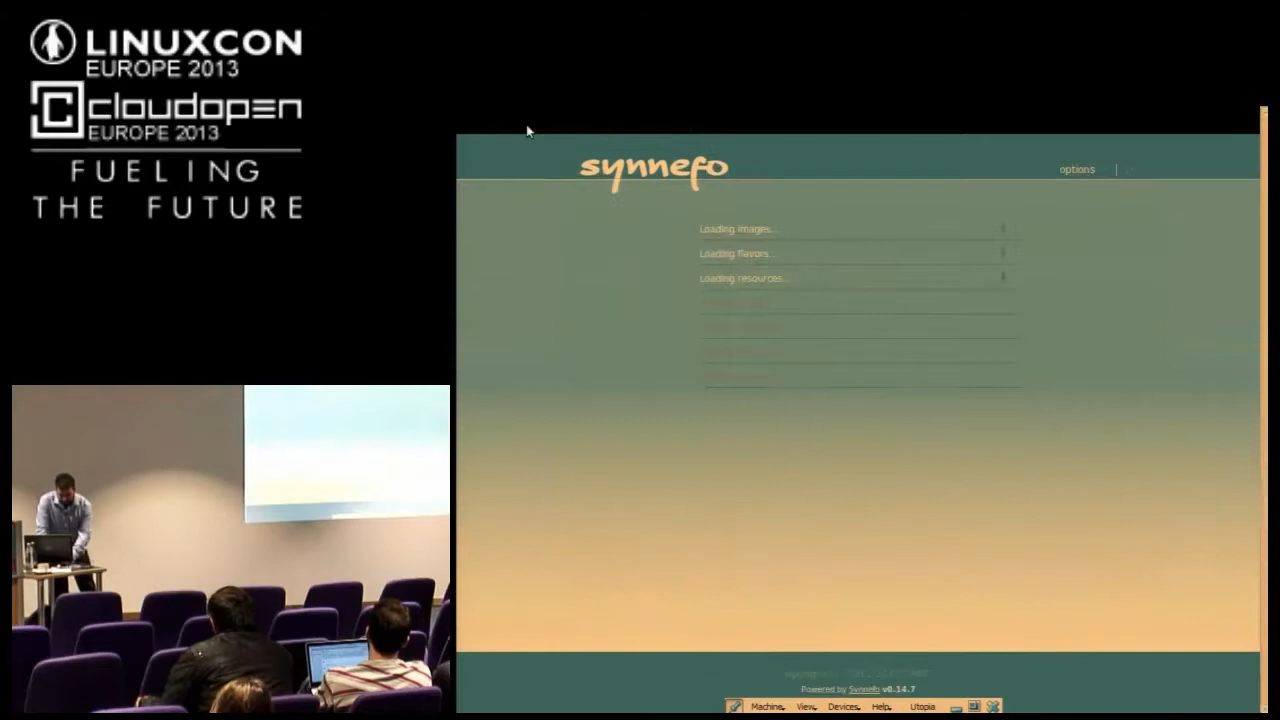 LINUXCON
EUROPE 2013
cloudopen
EUROPE 2013
FUELING
THE FUTURE
synnefo
options |
Loading images...
Loading flavors...
Loading resources...
Powered by Synnefo v0.14.7
Machine View Devices Help Utopia